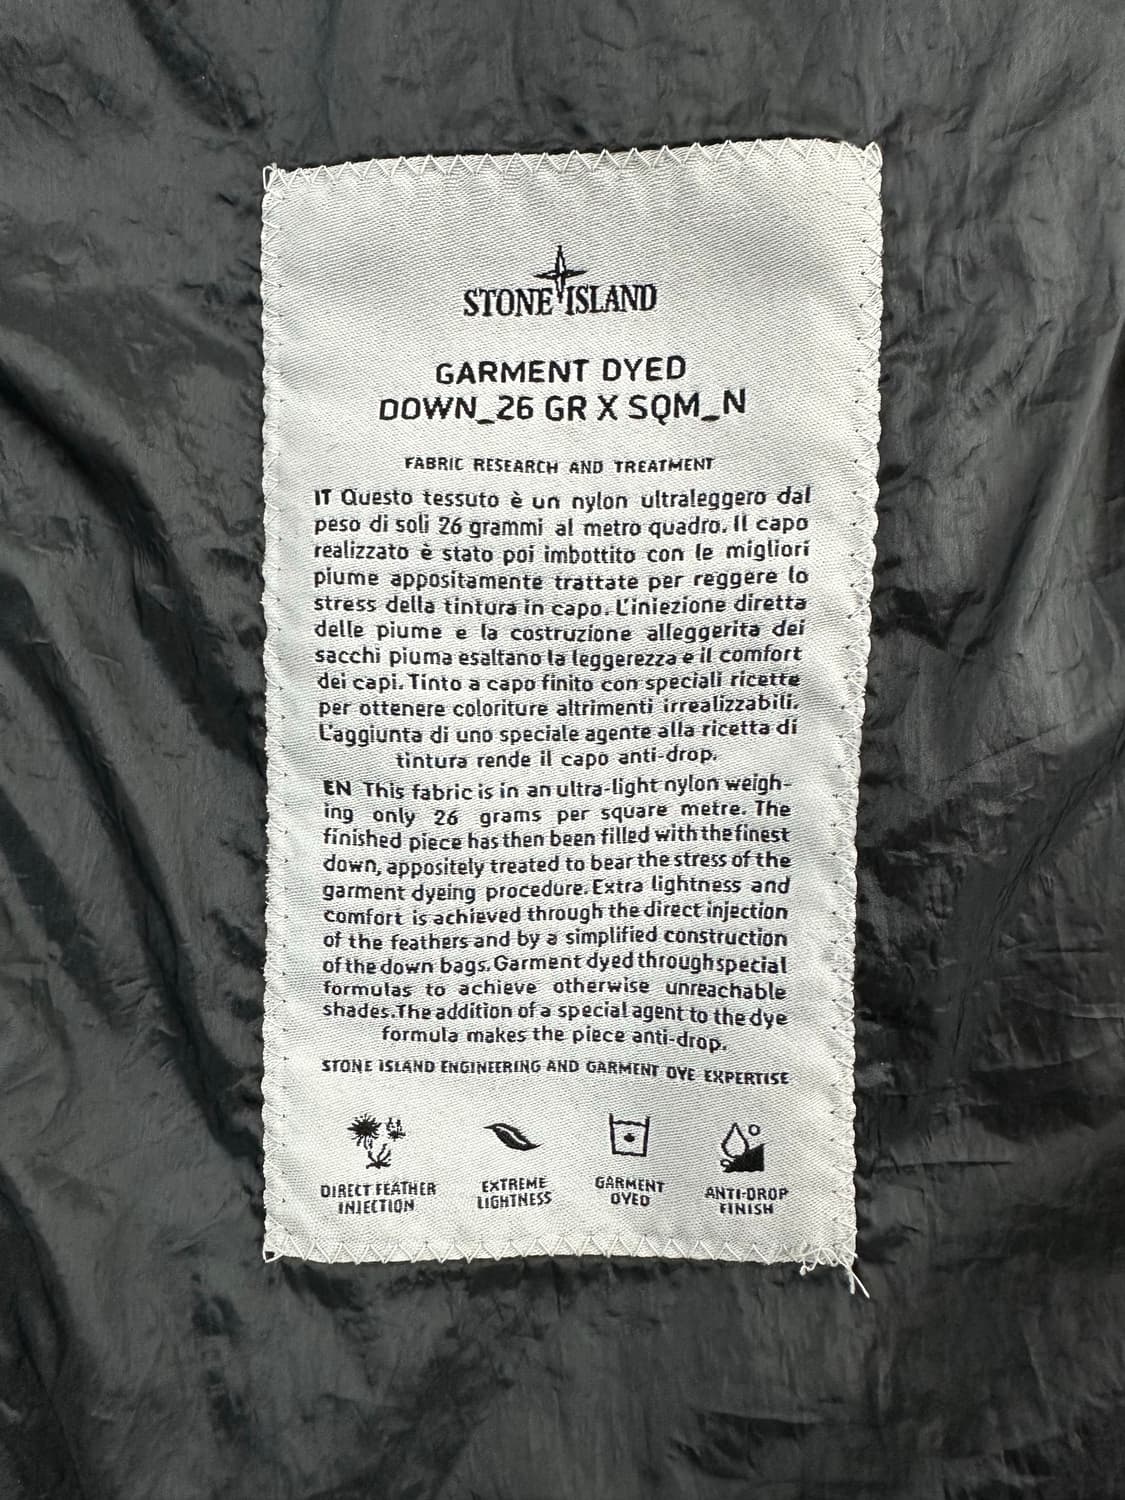 STONE ISLAND
GARMENT DYED
DOWN_26 GR X SQM_N
FABRIC RESEARCH AND TREATMENT
IT Questo tessuto è un nylon ultraleggero dal
peso di soli 26 grammi al metro quadro. Il capo
realizzato è stato poi imbottito con le migliori
piume appositamente trattate per reggere lo
stress della tintura in capo. L'iniezione diretta
delle piume e la costruzione alleggerita dei
sacchi piuma esaltano la leggerezza e il comfort
dei capi. Tinto a capo finito con speciali ricette
per ottenere coloriture altrimenti irrealizzabili.
L'aggiunta di uno speciale agente alla ricetta di
tintura rende il capo anti-drop.
EN This fabric is in an ultra-light nylon weigh-
ing only 26 grams per square metre. The
finished piece has then been filled with the finest
down, appositely treated to bear the stress of the
garment dyeing procedure. Extra lightness and
comfort is achieved through the direct injection
of the feathers and by a simplified construction
of the down bags. Garment dyed through special
formulas to achieve otherwise unreachable
shades. The addition of a special agent to the dye
formula makes the piece anti-drop.
STONE ISLAND ENGINEERING AND GARMENT DYE EXPERTISE
DIRECT FEATHER
INJECTION
EXTREME
LIGHTNESS
GARMENT
DYED
ANTI-DROP
FINISH